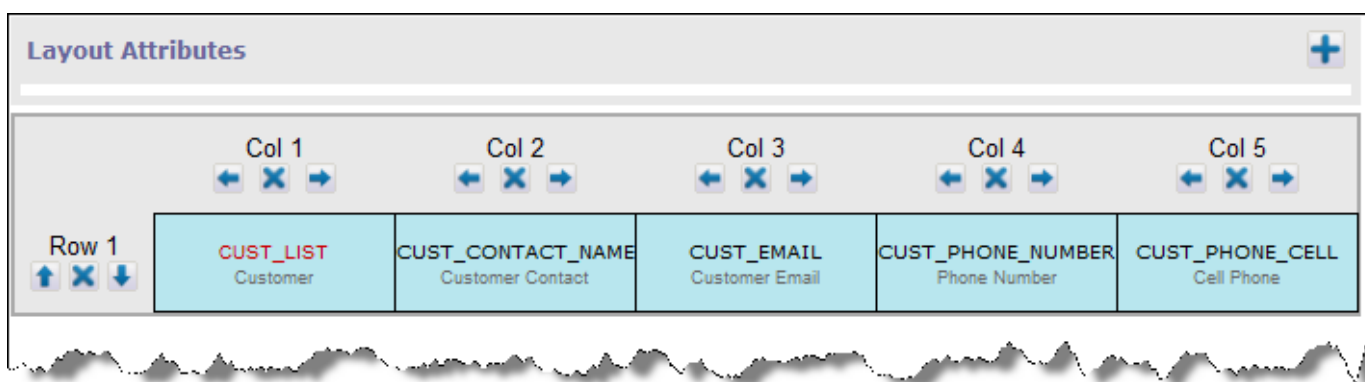 Layout Attributes
Col 1 Col 2 Col 3 Col 4 Col 5
Row 1
CUST_LIST CUST_CONTACT_NAME CUST_EMAIL CUST_PHONE_NUMBER CUST_PHONE_CELL
Customer Customer Contact Customer Email Phone Number Cell Phone